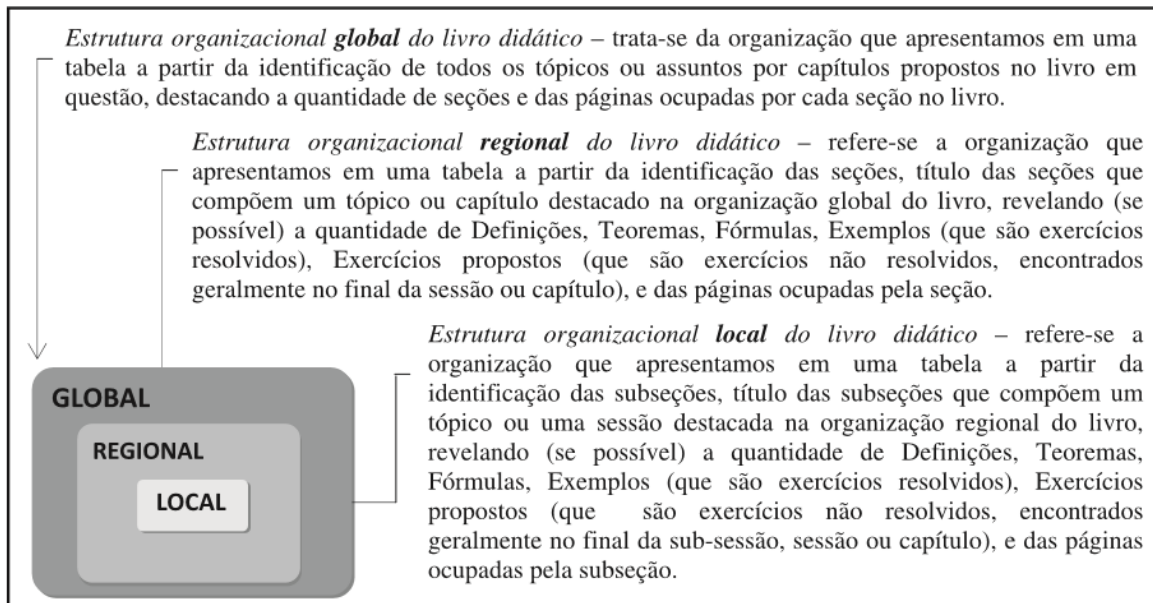 Estrutura organizacional global do livro didático – trata-se da organização que apresentamos em uma
tabela a partir da identificação de todos os tópicos ou assuntos por capítulos propostos no livro em
questão, destacando a quantidade de seções e das páginas ocupadas por cada seção no livro.
Estrutura organizacional regional do livro didático – refere-se a organização que
apresentamos em uma tabela a partir da identificação das seções, título das seções que
compõem um tópico ou capítulo destacado na organização global do livro, revelando (se
possível) a quantidade de Definições, Teoremas, Fórmulas, Exemplos (que são exercícios
resolvidos), Exercícios propostos (que são exercícios não resolvidos, encontrados
geralmente no final da sessão ou capítulo), e das páginas ocupadas pela seção.
Estrutura organizacional local do livro didático – refere-se a
organização que apresentamos em uma tabela a partir da
identificação das subseções, título das subseções que compõem um
tópico ou uma sessão destacada na organização regional do livro,
revelando (se possível) a quantidade de Definições, Teoremas,
Fórmulas, Exemplos (que são exercícios resolvidos), Exercícios
propostos (que são exercícios não resolvidos, encontrados
geralmente no final da sub-sessão, sessão ou capítulo), e das páginas
ocupadas pela subseção.
GLOBAL
REGIONAL
LOCAL